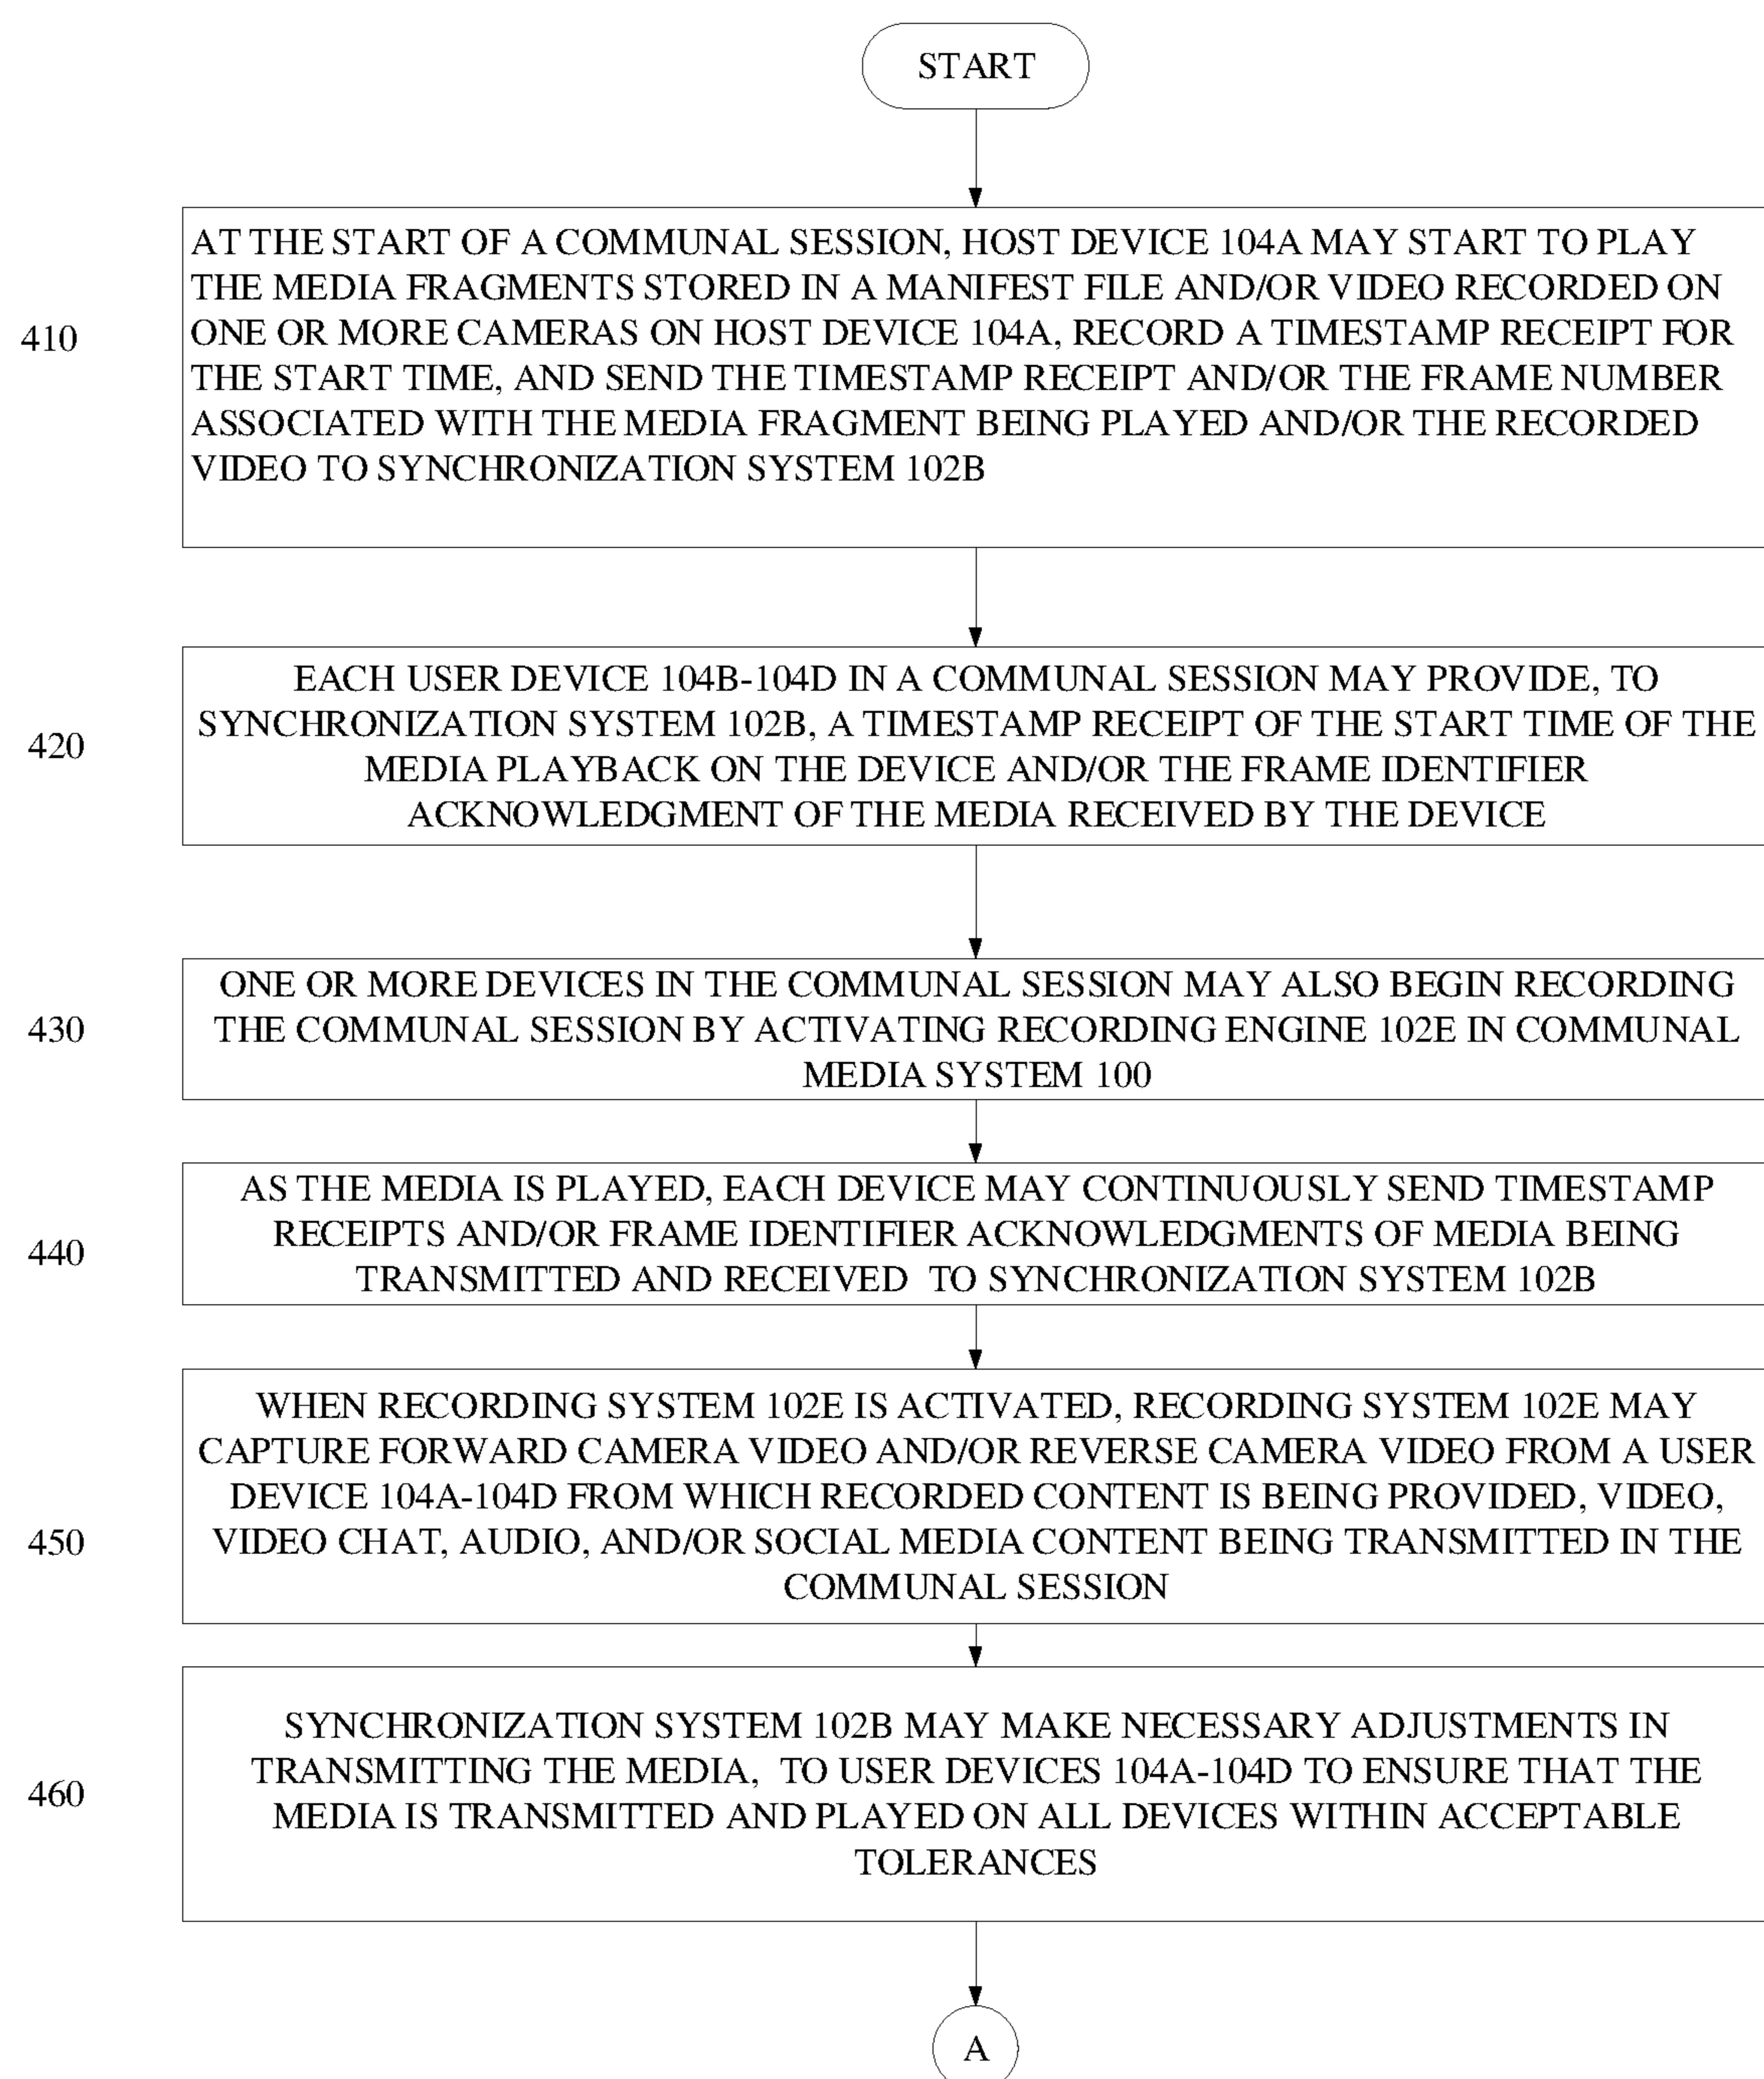 START
AT THE START OF A COMMUNAL SESSION, HOST DEVICE 104A MAY START TO PLAY
THE MEDIA FRAGMENTS STORED IN A MANIFEST FILE AND/OR VIDEO RECORDED ON
410
ONE OR MORE CAMERAS ON HOST DEVICE 104A, RECORD A TIMESTAMP RECEIPT FOR
THE START TIME, AND SEND THE TIMESTAMP RECEIPT AND/OR THE FRAME NUMBER
ASSOCIATED WITH THE MEDIA FRAGMENT BEING PLAYED AND/OR THE RECORDED
VIDEO TO SYNCHRONIZATION SYSTEM 102B
EACH USER DEVICE 104B-104D IN A COMMUNAL SESSION MAY PROVIDE, TO
SYNCHRONIZATION SYSTEM 102B, A TIMESTAMP RECEIPT OF THE START TIME OF THE
420
MEDIA PLAYBACK ON THE DEVICE AND/OR THE FRAME IDENTIFIER
ACKNOWLEDGMENT OF THE MEDIA RECEIVED BY THE DEVICE
ONE OR MORE DEVICES IN THE COMMUNAL SESSION MAY ALSO BEGIN RECORDING
430
THE COMMUNAL SESSION BY ACTIVATING RECORDING ENGINE 102E IN COMMUNAL
MEDIA SYSTEM 100
AS THE MEDIA IS PLAYED, EACH DEVICE MAY CONTINUOUSLY SEND TIMESTAMP
RECEIPTS AND/OR FRAME IDENTIFIER ACKNOWLEDGMENTS OF MEDIA BEING
440
TRANSMITTED AND RECEIVED TO SYNCHRONIZATION SYSTEM 102B
WHEN RECORDING SYSTEM 102E IS ACTIVATED, RECORDING SYSTEM 102E MAY
CAPTURE FORWARD CAMERA VIDEO AND/OR REVERSE CAMERA VIDEO FROM A USER
DEVICE 104A-104D FROM WHICH RECORDED CONTENT IS BEING PROVIDED, VIDEO,
450
VIDEO CHAT, AUDIO, AND/OR SOCIAL MEDIA CONTENT BEING TRANSMITTED IN THE
COMMUNAL SESSION
SYNCHRONIZATION SYSTEM 102B MAY MAKE NECESSARY ADJUSTMENTS IN
TRANSMITTING THE MEDIA, TO USER DEVICES 104A-104D TO ENSURE THAT THE
460
MEDIA IS TRANSMITTED AND PLAYED ON ALL DEVICES WITHIN ACCEPTABLE
TOLERANCES
A